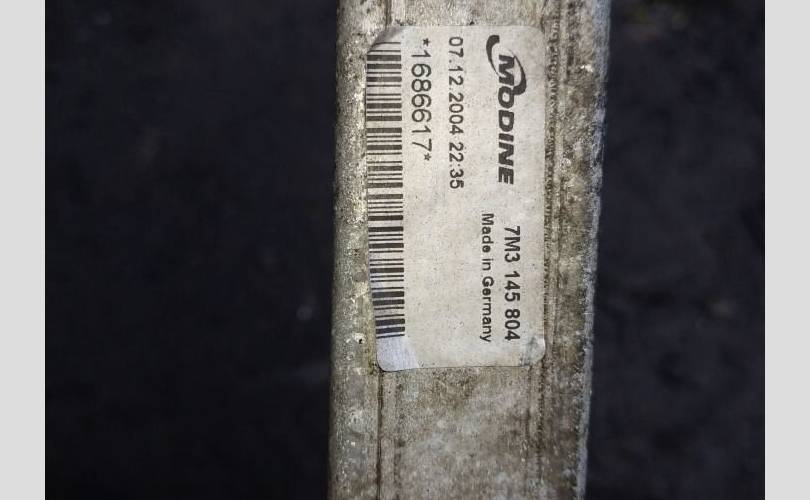 MODINE
7M3 145 804
Made in Germany
07.12.2004 22:35
*1686617*